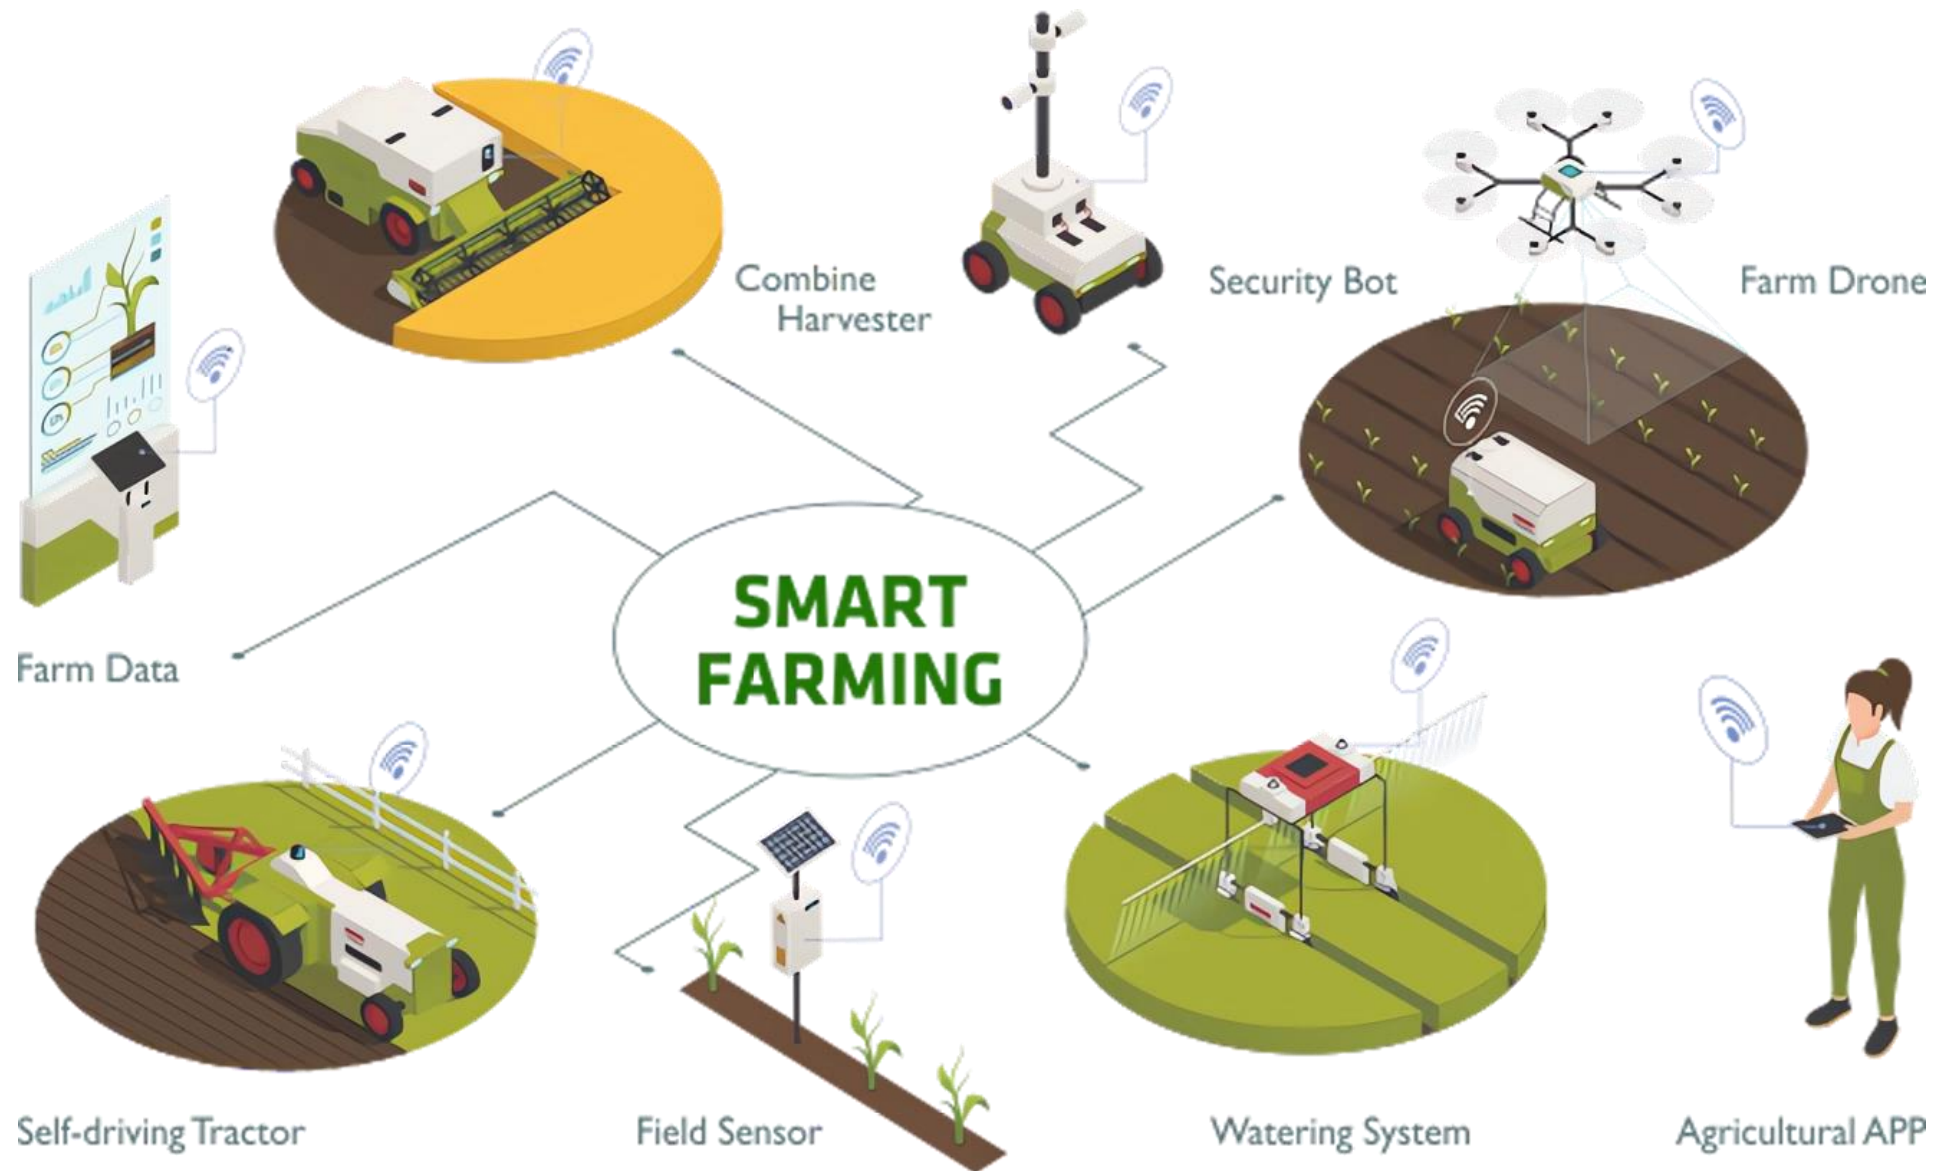 Combine
Harvester
Security Bot
Farm Drone
SMART
FARMING
Farm Data
Self-driving Tractor
Field Sensor
Watering System
Agricultural APP